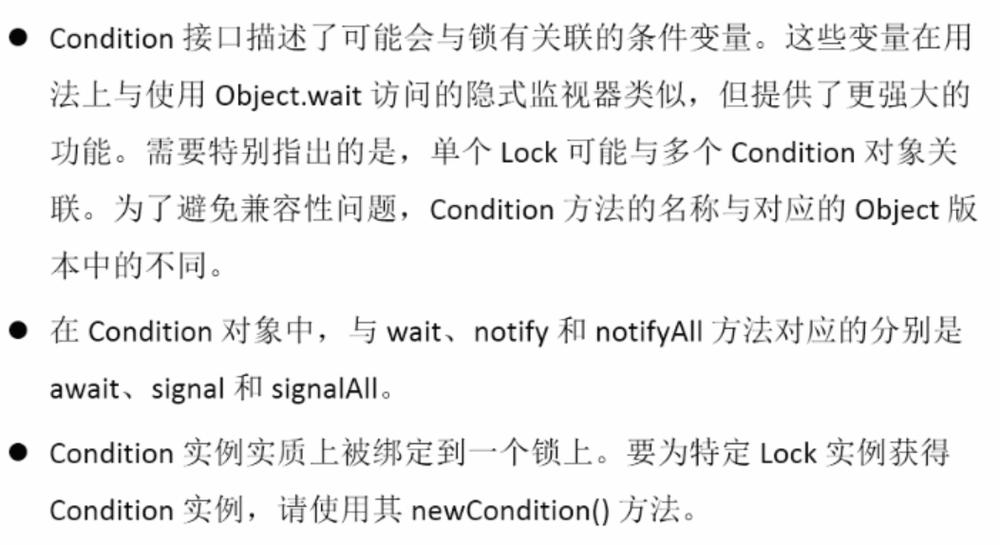 ● Condition 接口描述了可能会与锁有关联的条件变量。这些变量在用
法上与使用 Object.wait 访问的隐式监视器类似，但提供了更强大的
功能。需要特别指出的是，单个 Lock 可能与多个 Condition 对象关
联。为了避免兼容性问题，Condition 方法的名称与对应的 Object 版
本中的不同。
● 在 Condition 对象中，与 wait、notify 和 notifyAll 方法对应的分别是
await、signal 和 signalAll。
● Condition 实例实质上被绑定到一个锁上。要为特定 Lock 实例获得
Condition 实例，请使用其 newCondition() 方法。